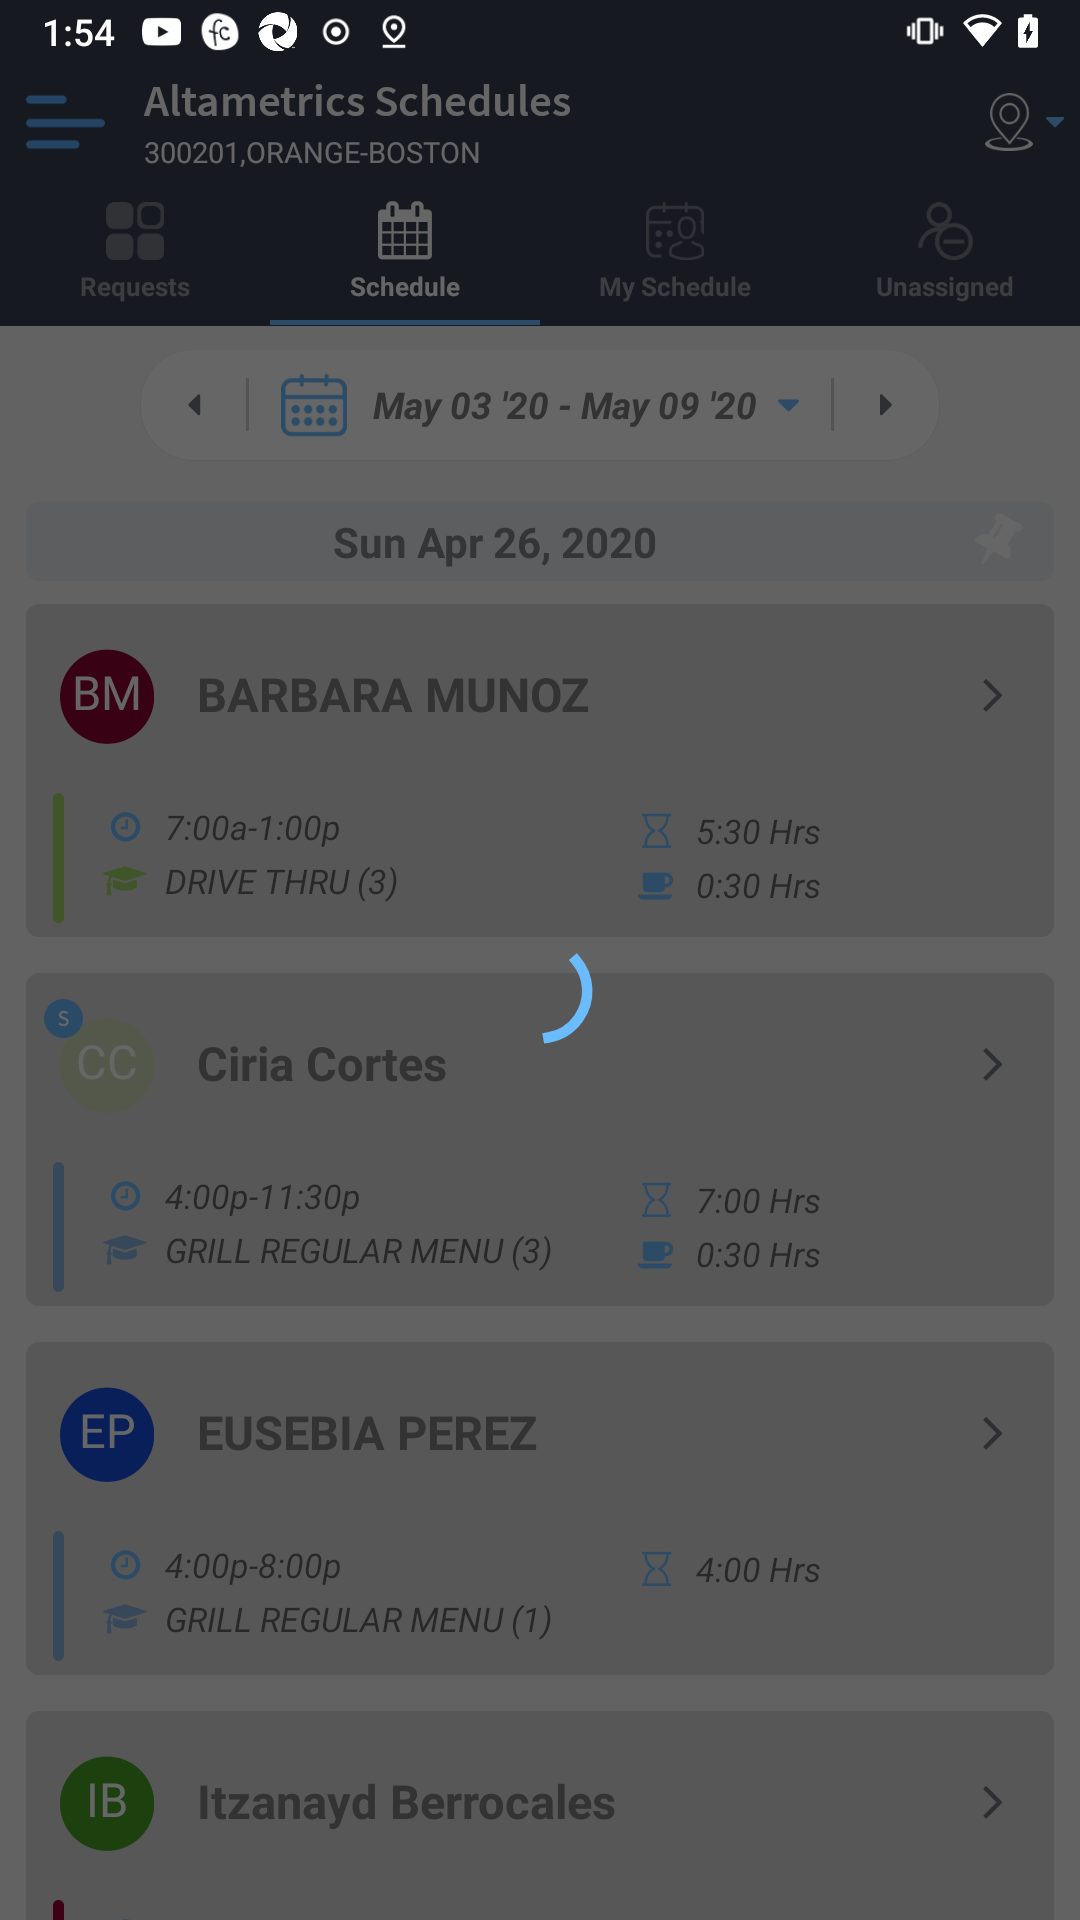 1:54
Altametrics Schedules
300201,ORANGE-BOSTON
Requests
Schedule
My Schedule
Unassigned
May 03 '20 - May 09 '20
Sun Apr 26, 2020
BM
BARBARA MUNOZ
7:00a-1:00p
5:30 Hrs
DRIVE THRU (3)
0:30 Hrs
S
CC
Ciria Cortes
4:00p-11:30p
7:00 Hrs
GRILL REGULAR MENU (3)
0:30 Hrs
EP
EUSEBIA PEREZ
4:00p-8:00p
4:00 Hrs
GRILL REGULAR MENU (1)
IB
Itzanayd Berrocales